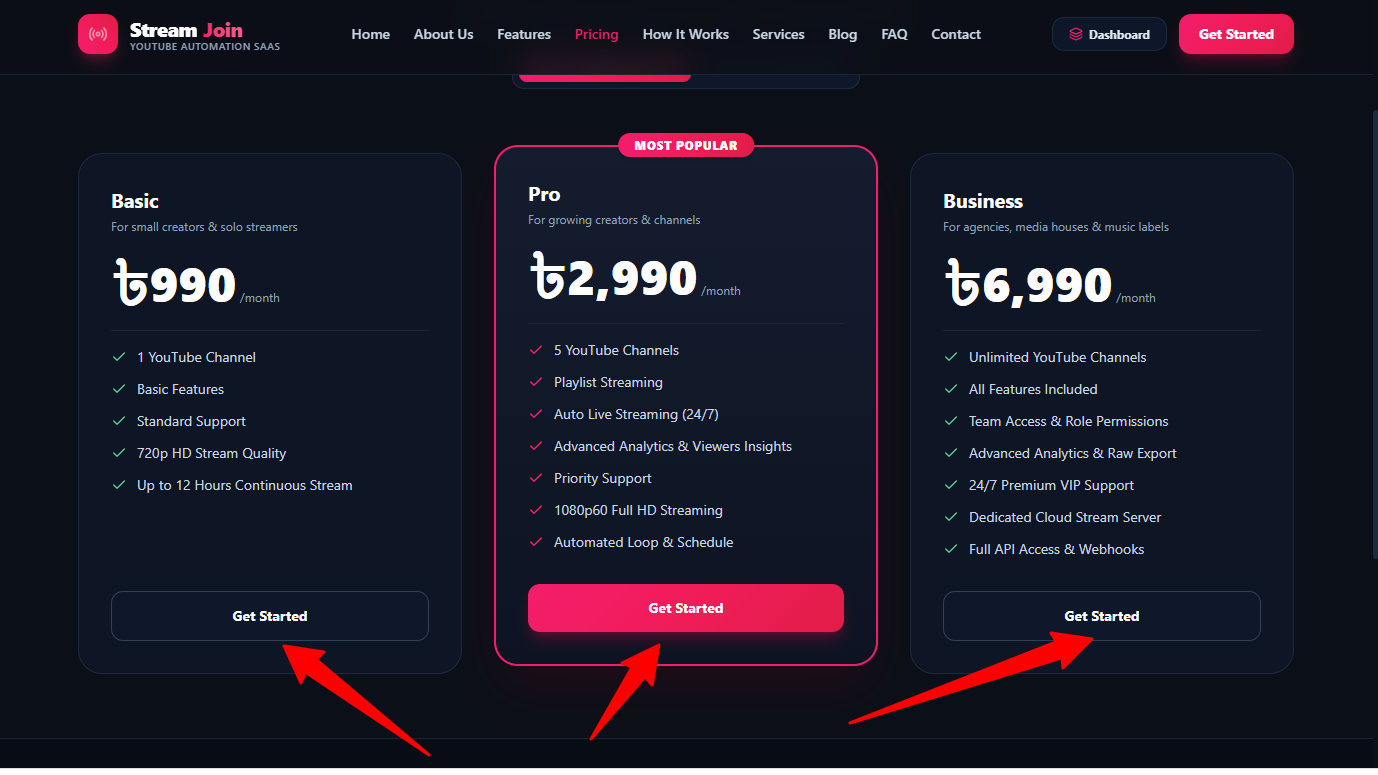 Stream Join
YOUTUBE AUTOMATION SAAS
Home
About Us
Features
Pricing
How It Works
Services
Blog
FAQ
Contact
Dashboard
Get Started
Basic
For small creators & solo streamers
৳990 /month
1 YouTube Channel
Basic Features
Standard Support
720p HD Stream Quality
Up to 12 Hours Continuous Stream
Get Started
MOST POPULAR
Pro
For growing creators & channels
৳2,990 /month
5 YouTube Channels
Playlist Streaming
Auto Live Streaming (24/7)
Advanced Analytics & Viewers Insights
Priority Support
1080p60 Full HD Streaming
Automated Loop & Schedule
Get Started
Business
For agencies, media houses & music labels
৳6,990 /month
Unlimited YouTube Channels
All Features Included
Team Access & Role Permissions
Advanced Analytics & Raw Export
24/7 Premium VIP Support
Dedicated Cloud Stream Server
Full API Access & Webhooks
Get Started